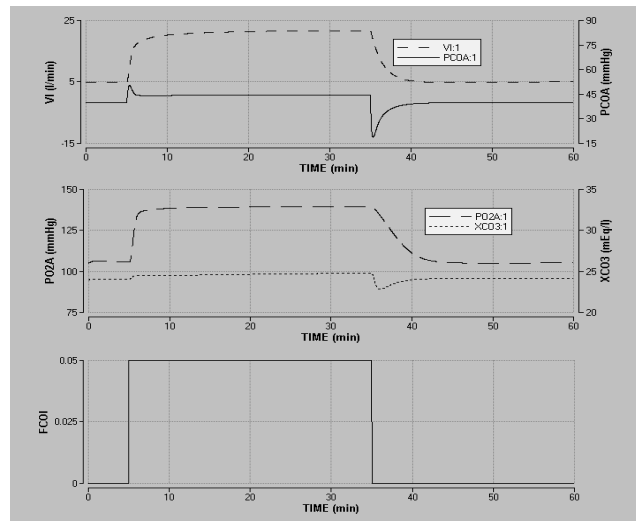 25
5
-15
VI (l/min)
VI:1
PCOA:1
90
75
60
45
30
15
PCOA (mmHg)
0 10 20 30 40 50 60
TIME (min)
150
125
100
75
PO2A (mmHg)
PO2A:1
XCO3:1
35
30
25
20
XCO3 (mEq/l)
0 10 20 30 40 50 60
TIME (min)
0.05
0.025
0
FCOI
0 10 20 30 40 50 60
TIME (min)